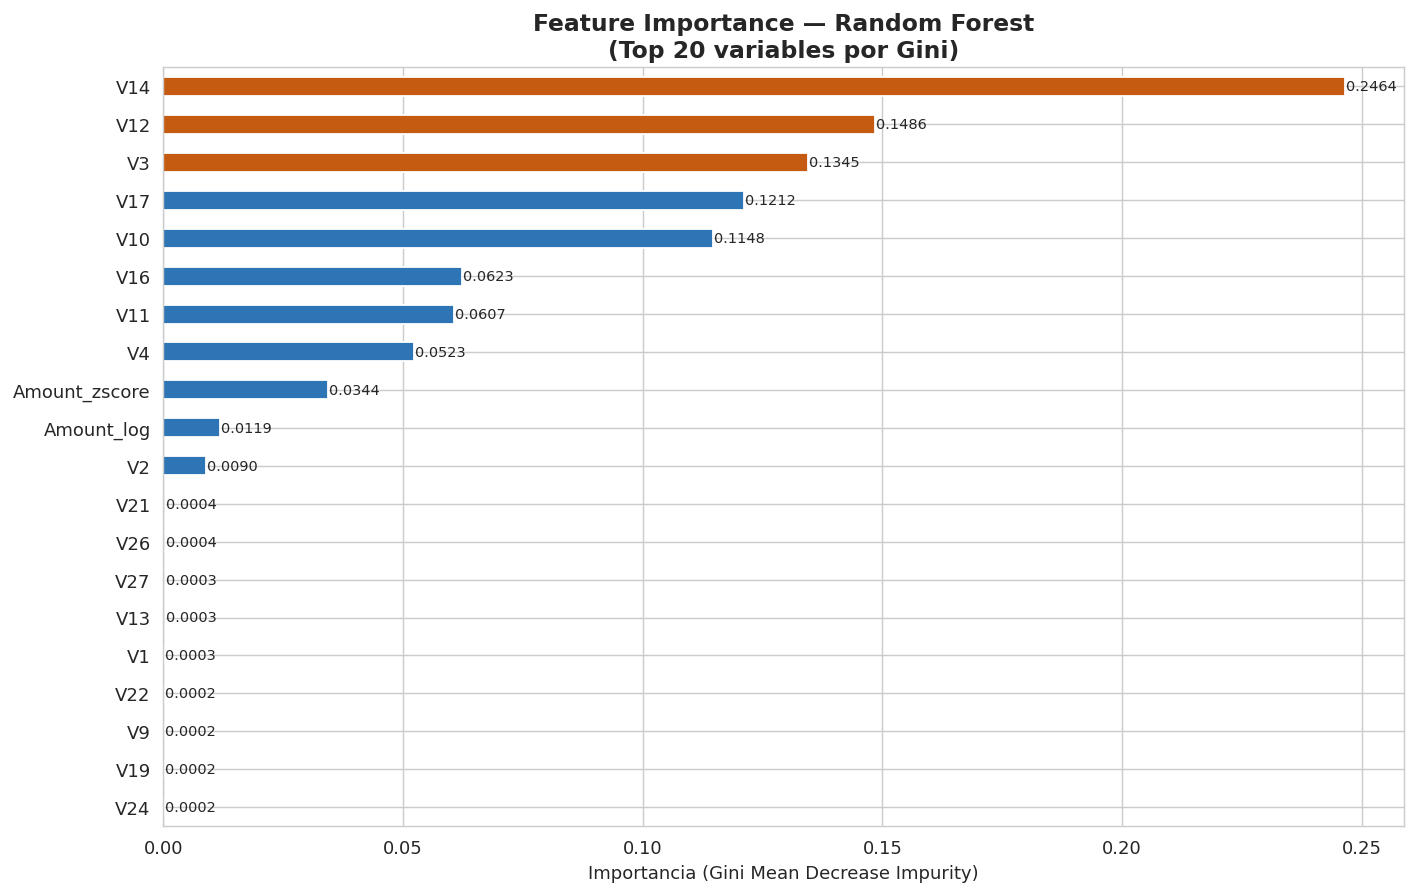 Feature Importance — Random Forest
(Top 20 variables por Gini)
V14 0.2464
V12 0.1486
V3 0.1345
V17 0.1212
V10 0.1148
V16 0.0623
V11 0.0607
V4 0.0523
Amount_zscore 0.0344
Amount_log 0.0119
V2 0.0090
V21 0.0004
V26 0.0004
V27 0.0003
V13 0.0003
V1 0.0003
V22 0.0002
V9 0.0002
V19 0.0002
V24 0.0002
0.00 0.05 0.10 0.15 0.20 0.25
Importancia (Gini Mean Decrease Impurity)